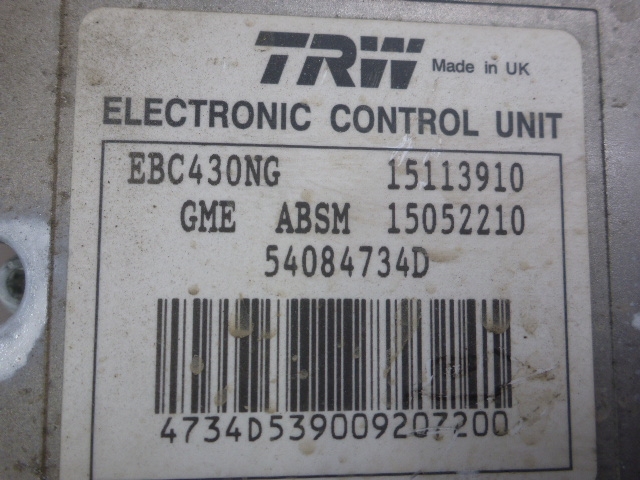 TRW Made in UK
ELECTRONIC CONTROL UNIT
EBC430NG 15113910
GME ABSM 15052210
54084734D
4734D539009207200